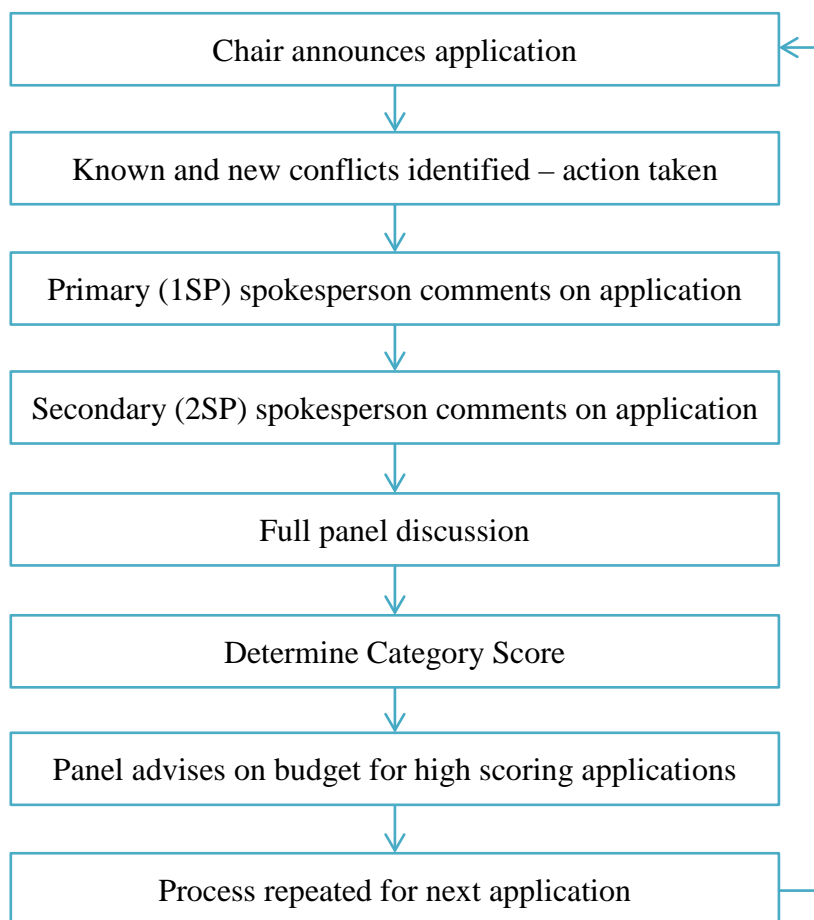 Chair announces application
Known and new conflicts identified – action taken
Primary (1SP) spokesperson comments on application
Secondary (2SP) spokesperson comments on application
Full panel discussion
Determine Category Score
Panel advises on budget for high scoring applications
Process repeated for next application